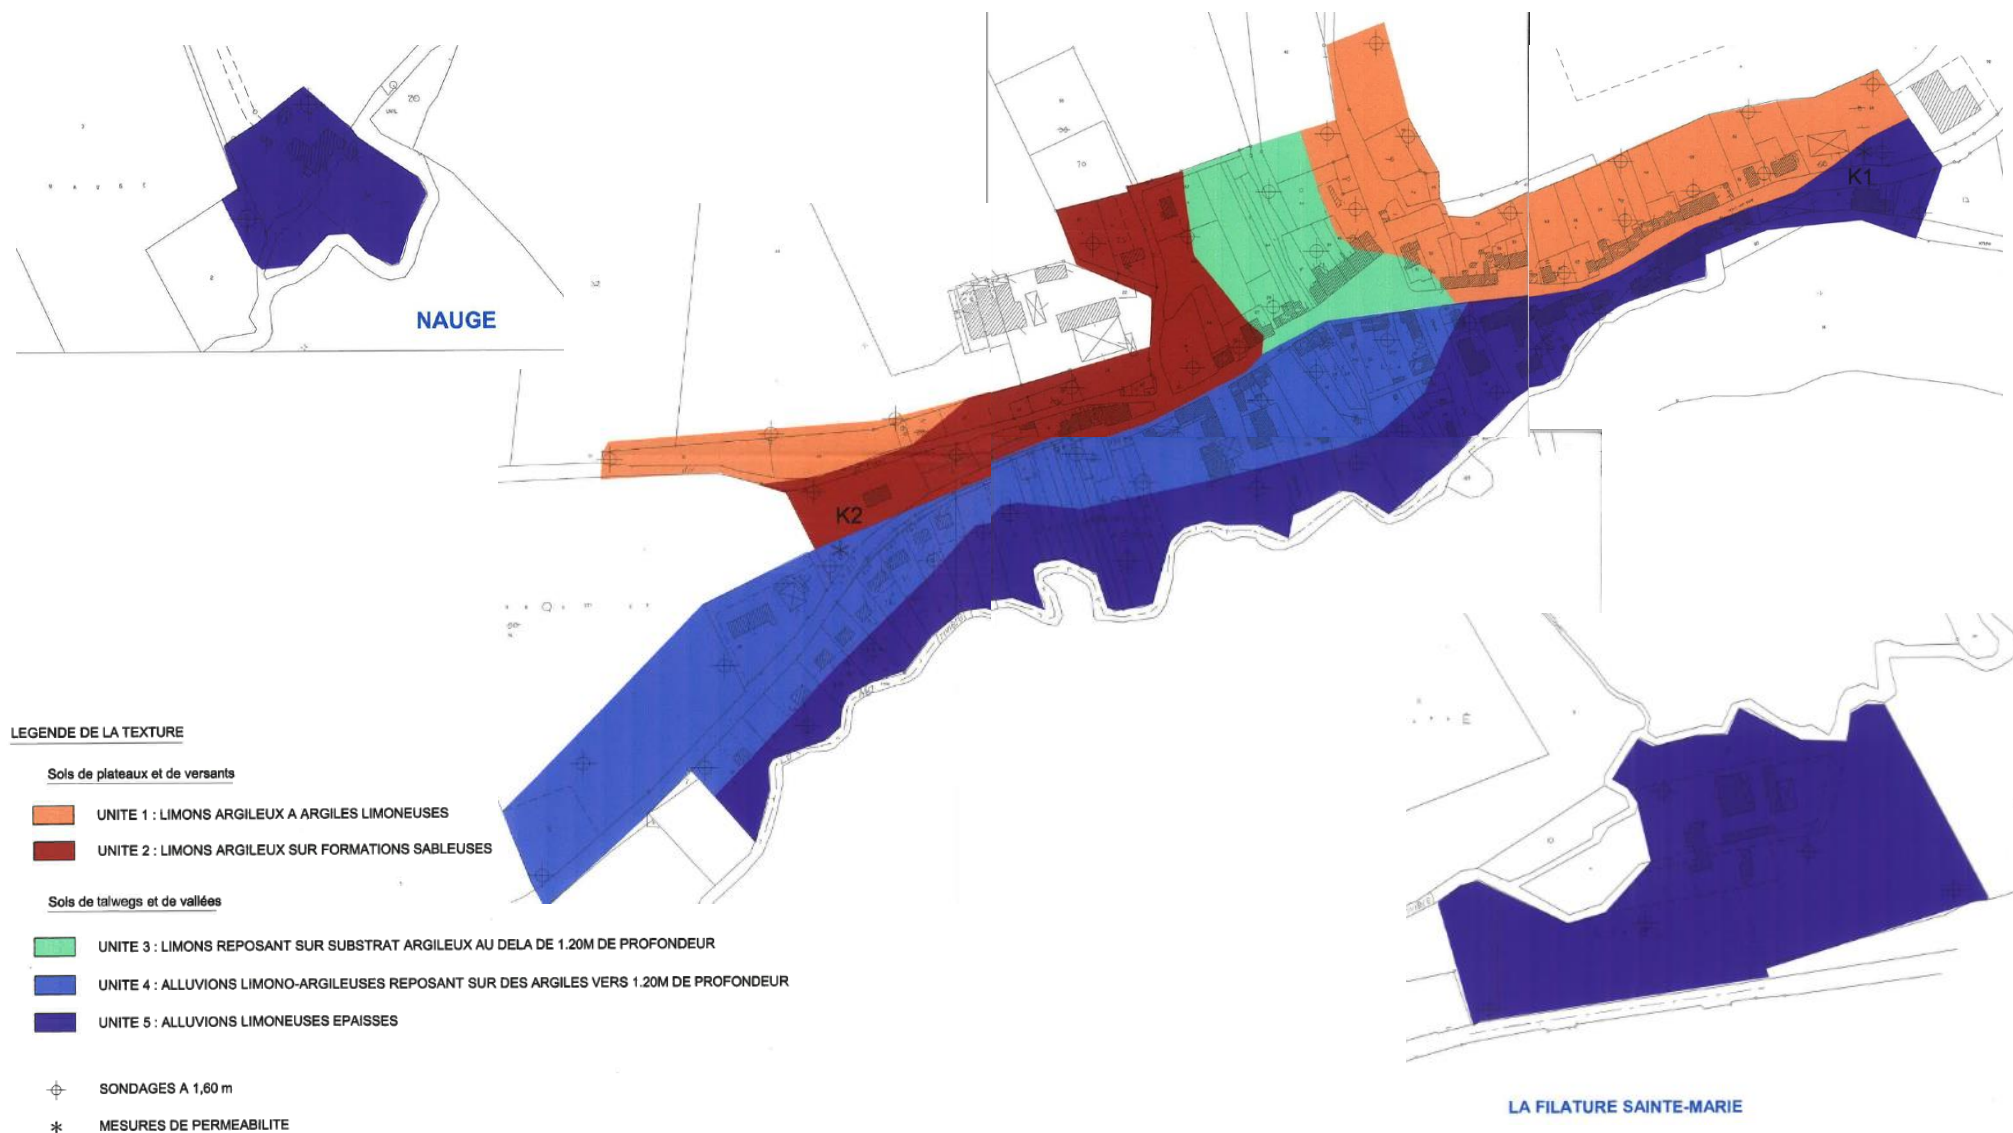 20
70
NAUGE
K1
K2
LEGENDE DE LA TEXTURE
Sols de plateaux et de versants
UNITE 1 : LIMONS ARGILEUX A ARGILES LIMONEUSES
UNITE 2 : LIMONS ARGILEUX SUR FORMATIONS SABLEUSES
Sols de talwegs et de vallées
UNITE 3 : LIMONS REPOSANT SUR SUBSTRAT ARGILEUX AU DELA DE 1.20M DE PROFONDEUR
UNITE 4 : ALLUVIONS LIMONO-ARGILEUSES REPOSANT SUR DES ARGILES VERS 1.20M DE PROFONDEUR
UNITE 5 : ALLUVIONS LIMONEUSES EPAISSES
SONDAGES A 1,60 m
MESURES DE PERMEABILITE
LA FILATURE SAINTE-MARIE